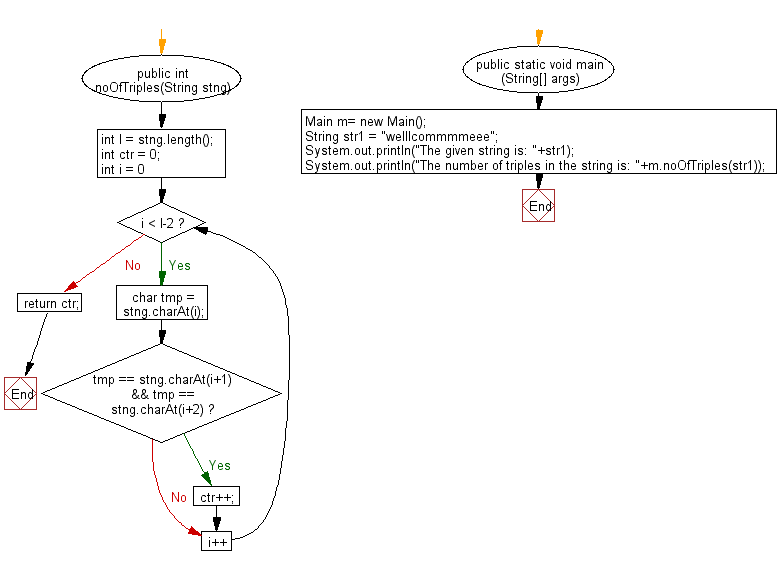 public int
noOfTriples(String stng)
int l = stng.length();
int ctr = 0;
int i = 0
i < l-2 ?
No
Yes
return ctr;
char tmp =
stng.charAt(i);
End
tmp == stng.charAt(i+1)
&& tmp ==
stng.charAt(i+2) ?
Yes
No
ctr++;
i++
public static void main
(String[] args)
Main m= new Main();
String str1 = "welllcommmmeee";
System.out.println("The given string is: "+str1);
System.out.println("The number of triples in the string is: "+m.noOfTriples(str1));
End